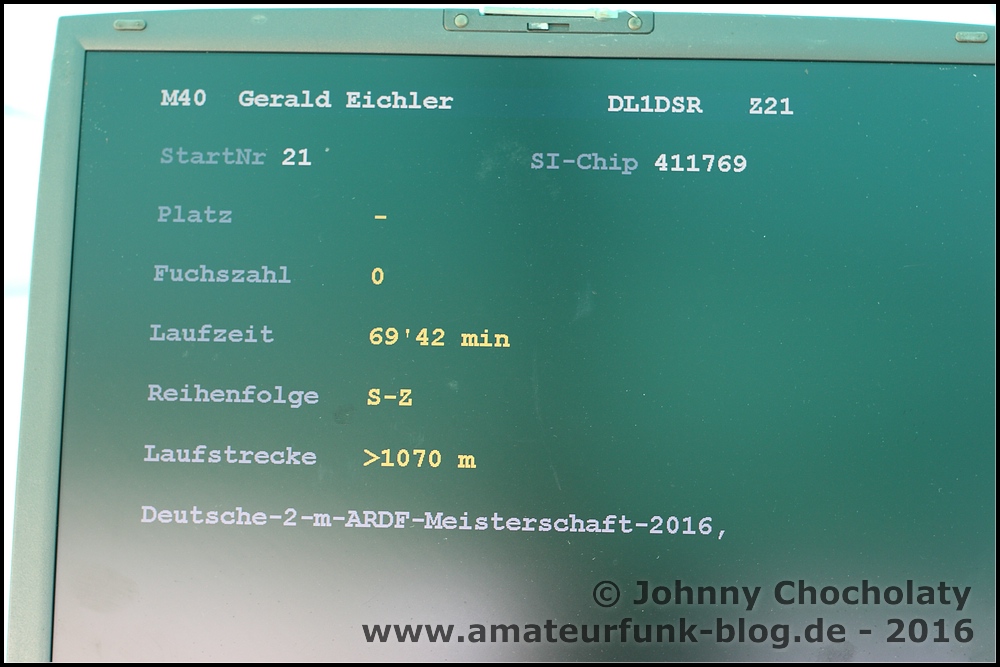 M40 Gerald Eichler DL1DSR Z21
StartNr 21 SI-Chip 411769
Platz -
Fuchszahl 0
Laufzeit 69'42 min
Reihenfolge S-Z
Laufstrecke >1070 m
Deutsche-2-m-ARDF-Meisterschaft-2016,
© Johnny Chocholaty
www.amateurfunk-blog.de - 2016